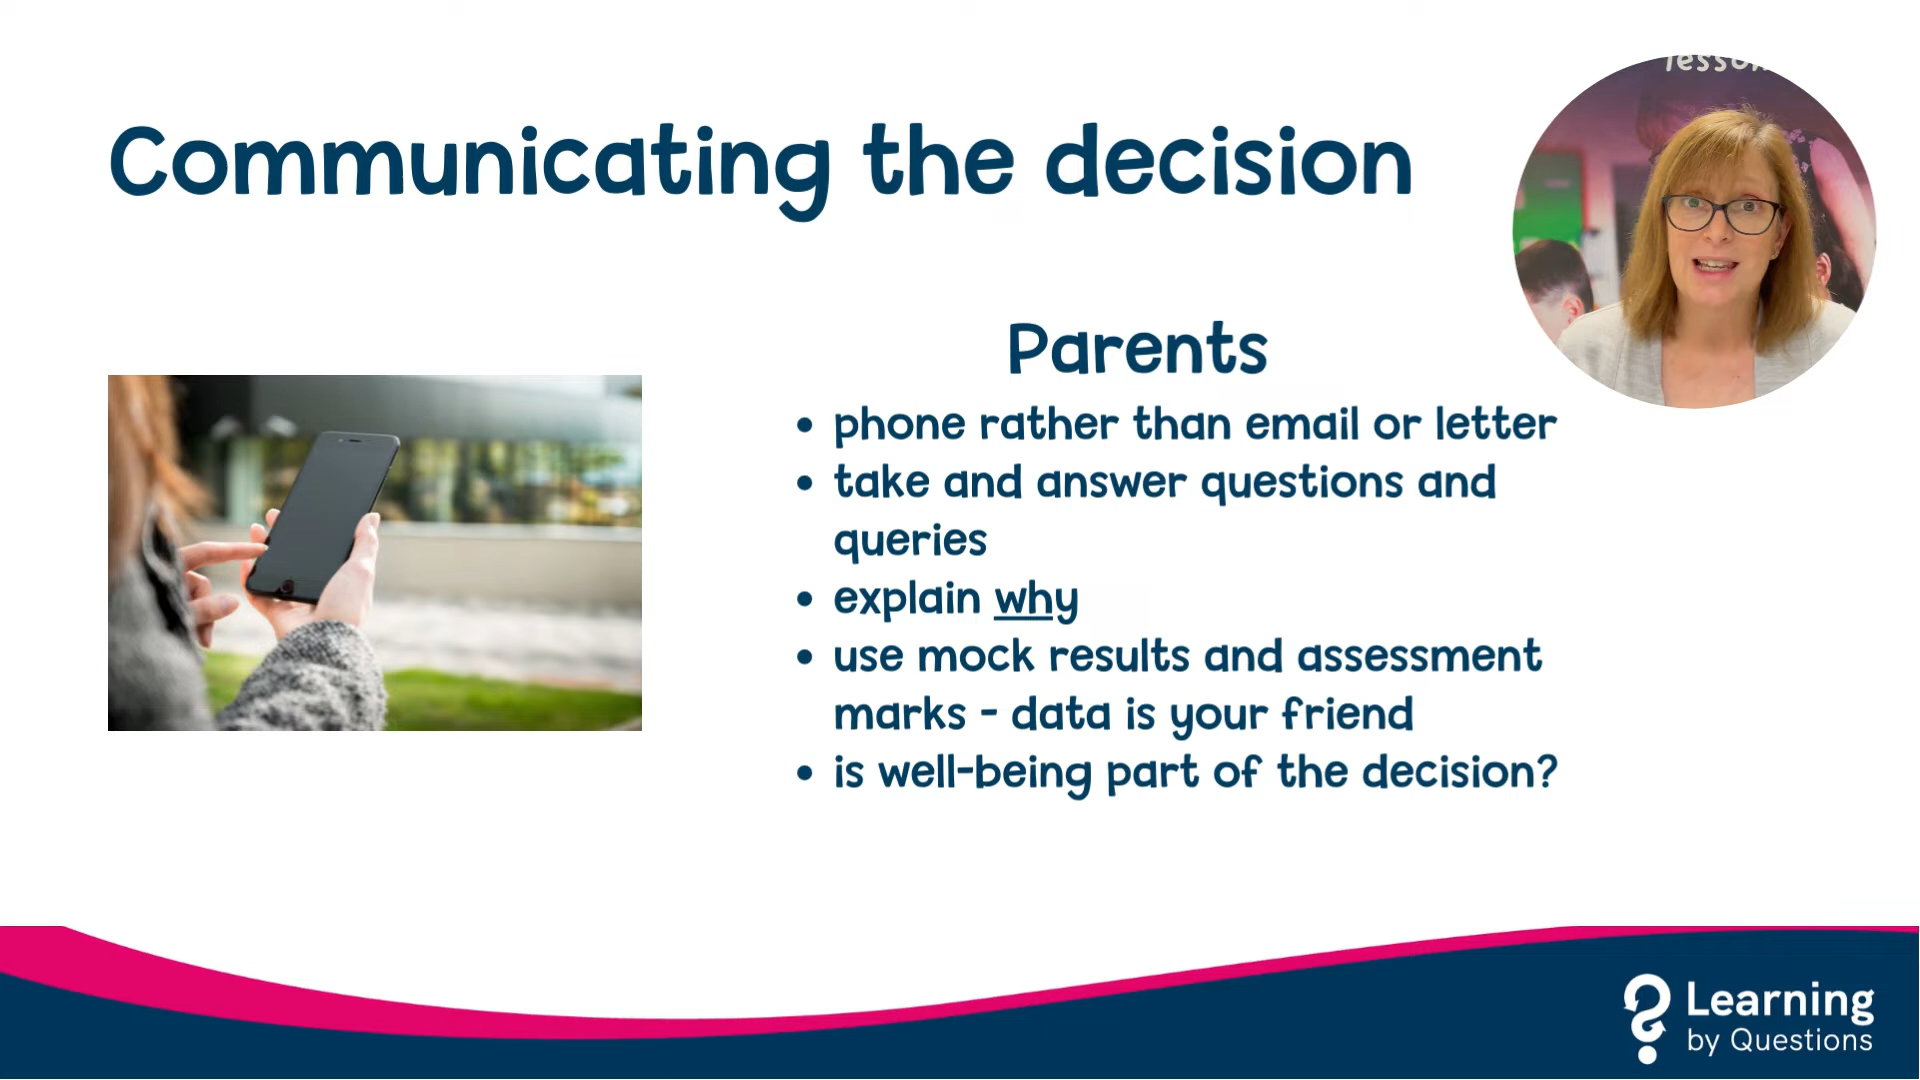 lesson
Communicating the decision
Parents
• phone rather than email or letter
• take and answer questions and
queries
• explain why
• use mock results and assessment
marks - data is your friend
• is well-being part of the decision?
Learning
by Questions